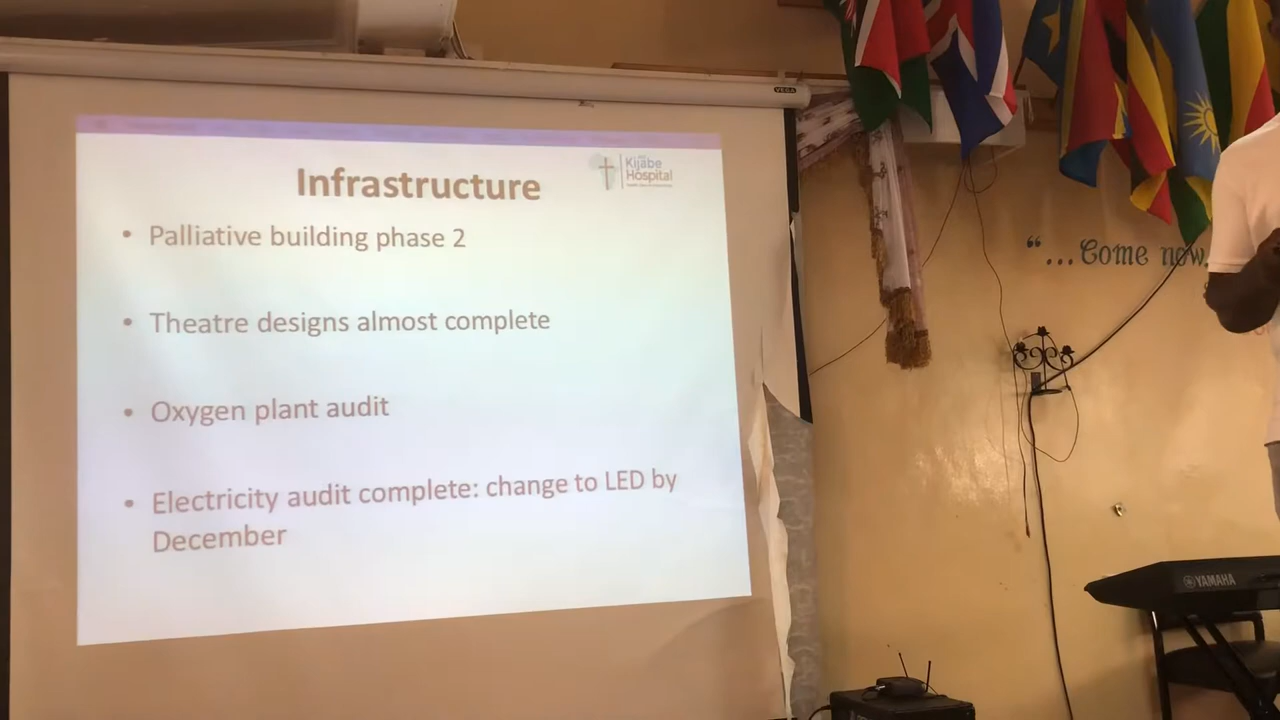 VEGA
Infrastructure
Kijabe
Hospital
• Palliative building phase 2
• Theatre designs almost complete
• Oxygen plant audit
• Electricity audit complete: change to LED by
December
“...Come now.
YAMAHA